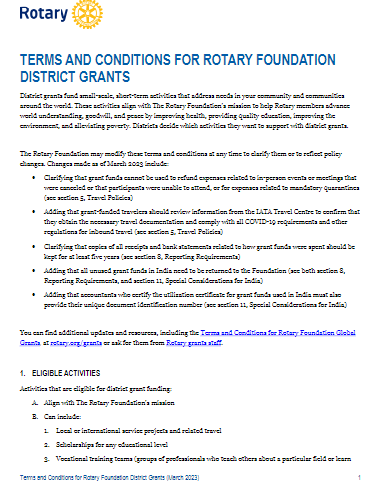 Rotary
TERMS AND CONDITIONS FOR ROTARY FOUNDATION
DISTRICT GRANTS
District grants fund small-scale, short-term activities that address needs in your community and communities
around the world. These activities align with The Rotary Foundation's mission to help Rotary members advance
world understanding, goodwill, and peace by improving health, providing quality education, improving the
environment, and alleviating poverty. Districts decide which activities they want to support with district grants.
The Rotary Foundation may modify these terms and conditions at any time to clarify them or to reflect policy
changes. Changes made as of March 2023 include:
• Clarifying that grant funds cannot be used to refund expenses related to in-person events or meetings that
were canceled or that participants were unable to attend, or for expenses related to mandatory quarantines
(see section 5, Travel Policies)
• Adding that grant-funded travelers should review information from the IATA Travel Centre to confirm that
they obtain the necessary travel documentation and comply with all COVID-19 requirements and other
regulations for inbound travel (see section 5, Travel Policies)
• Clarifying that copies of all receipts and bank statements related to how grant funds were spent should be
kept for at least five years (see section 8, Reporting Requirements)
• Adding that all unused grant funds in India need to be returned to the Foundation (see both section 8,
Reporting Requirements, and section 11, Special Considerations for India)
• Adding that accountants who certify the utilization certificate for grant funds used in India must also
provide their unique document identification number (see section 11, Special Considerations for India)
You can find additional updates and resources, including the Terms and Conditions for Rotary Foundation Global
Grants at rotary.org/grants or ask for them from Rotary grants staff.
1. ELIGIBLE ACTIVITIES
Activities that are eligible for district grant funding:
A. Align with The Rotary Foundation's mission
B. Can include:
1. Local or international service projects and related travel
2. Scholarships for any educational level
3. Vocational training teams (groups of professionals who teach others about a particular field or learn
Terms and Conditions for Rotary Foundation District Grants (March 2023) 1